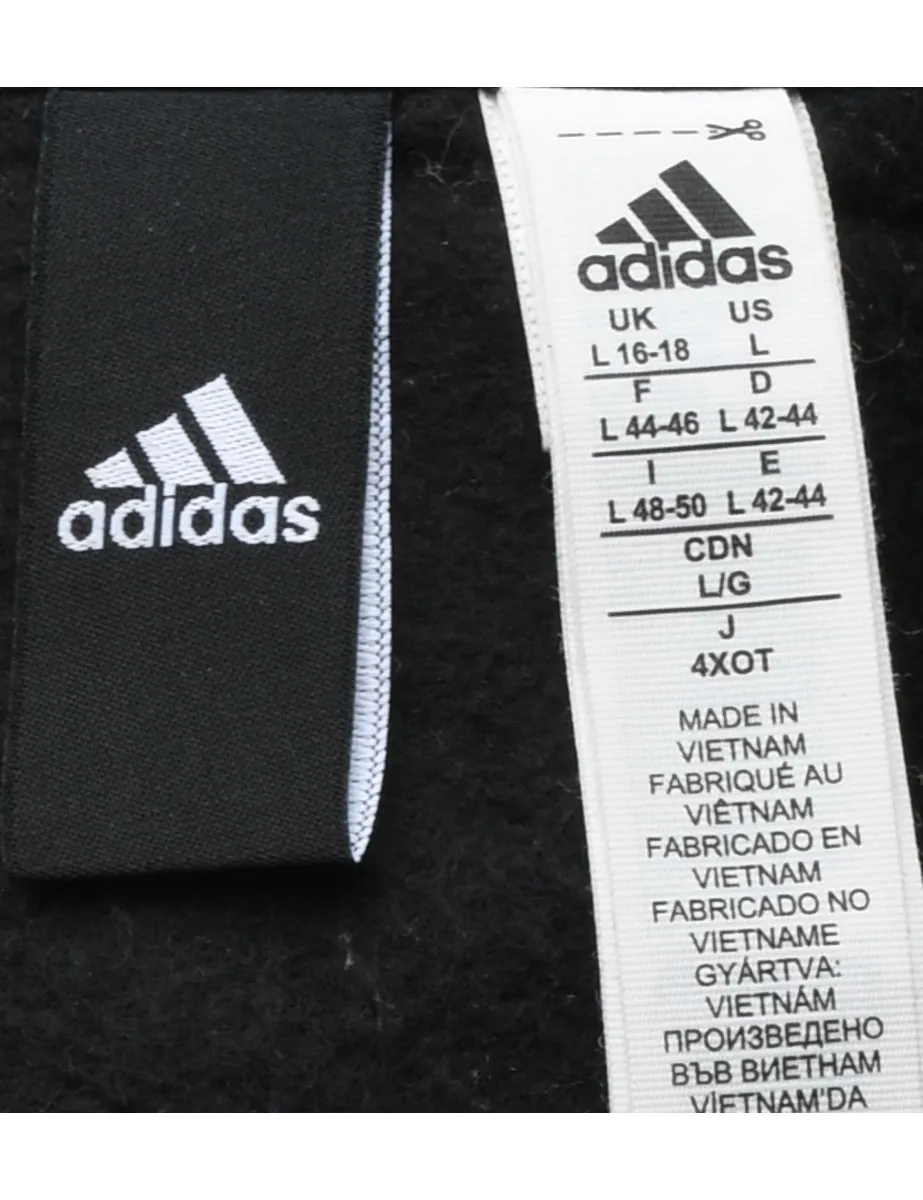 adidas
adidas
UK US
L 16-18 L
F D
L 44-46 L 42-44
I E
L 48-50 L 42-44
CDN
L/G
J
4XOT
MADE IN
VIETNAM
FABRIQUÉ AU
VIÊTNAM
FABRICADO EN
VIETNAM
FABRICADO NO
VIETNAME
GYÁRTVA:
VIETNÁM
ПРОИЗВЕДЕНО
ВЪВ ВИЕТНАМ
VİETNAM'DA